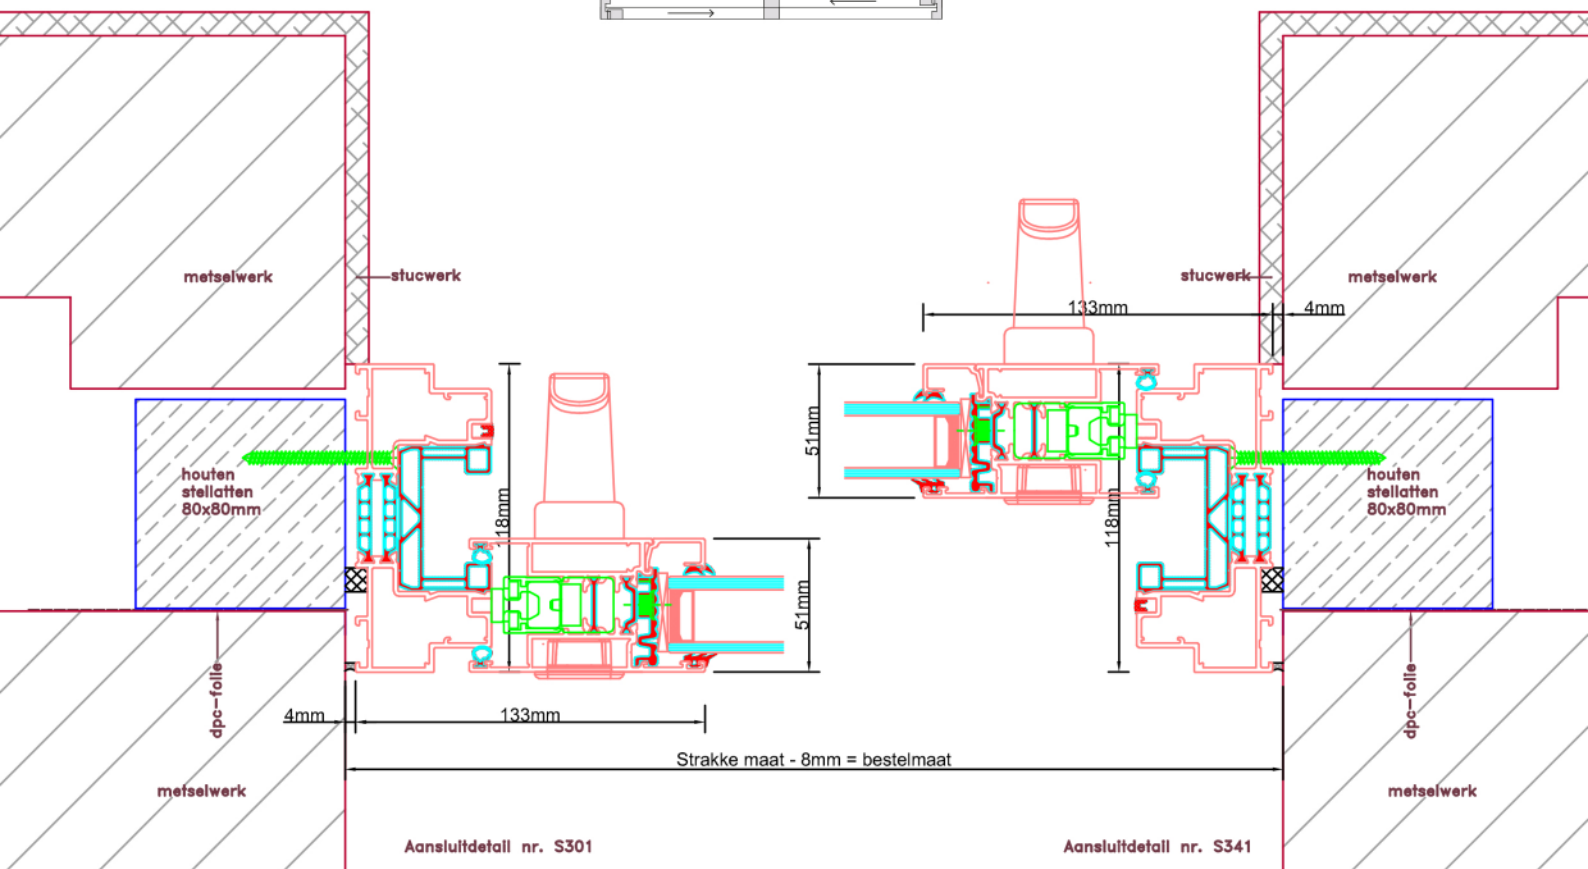 metselwerk
stucwerk
stucwerk
metselwerk
133mm
4mm
51mm
118mm
houten
stellatten
80x80mm
118mm
houten
stellatten
80x80mm
51mm
dpc-folie
dpc-folie
4mm
133mm
Strakke maat - 8mm = bestelmaat
metselwerk
metselwerk
Aansluitdetail nr. S301
Aansluitdetail nr. S341